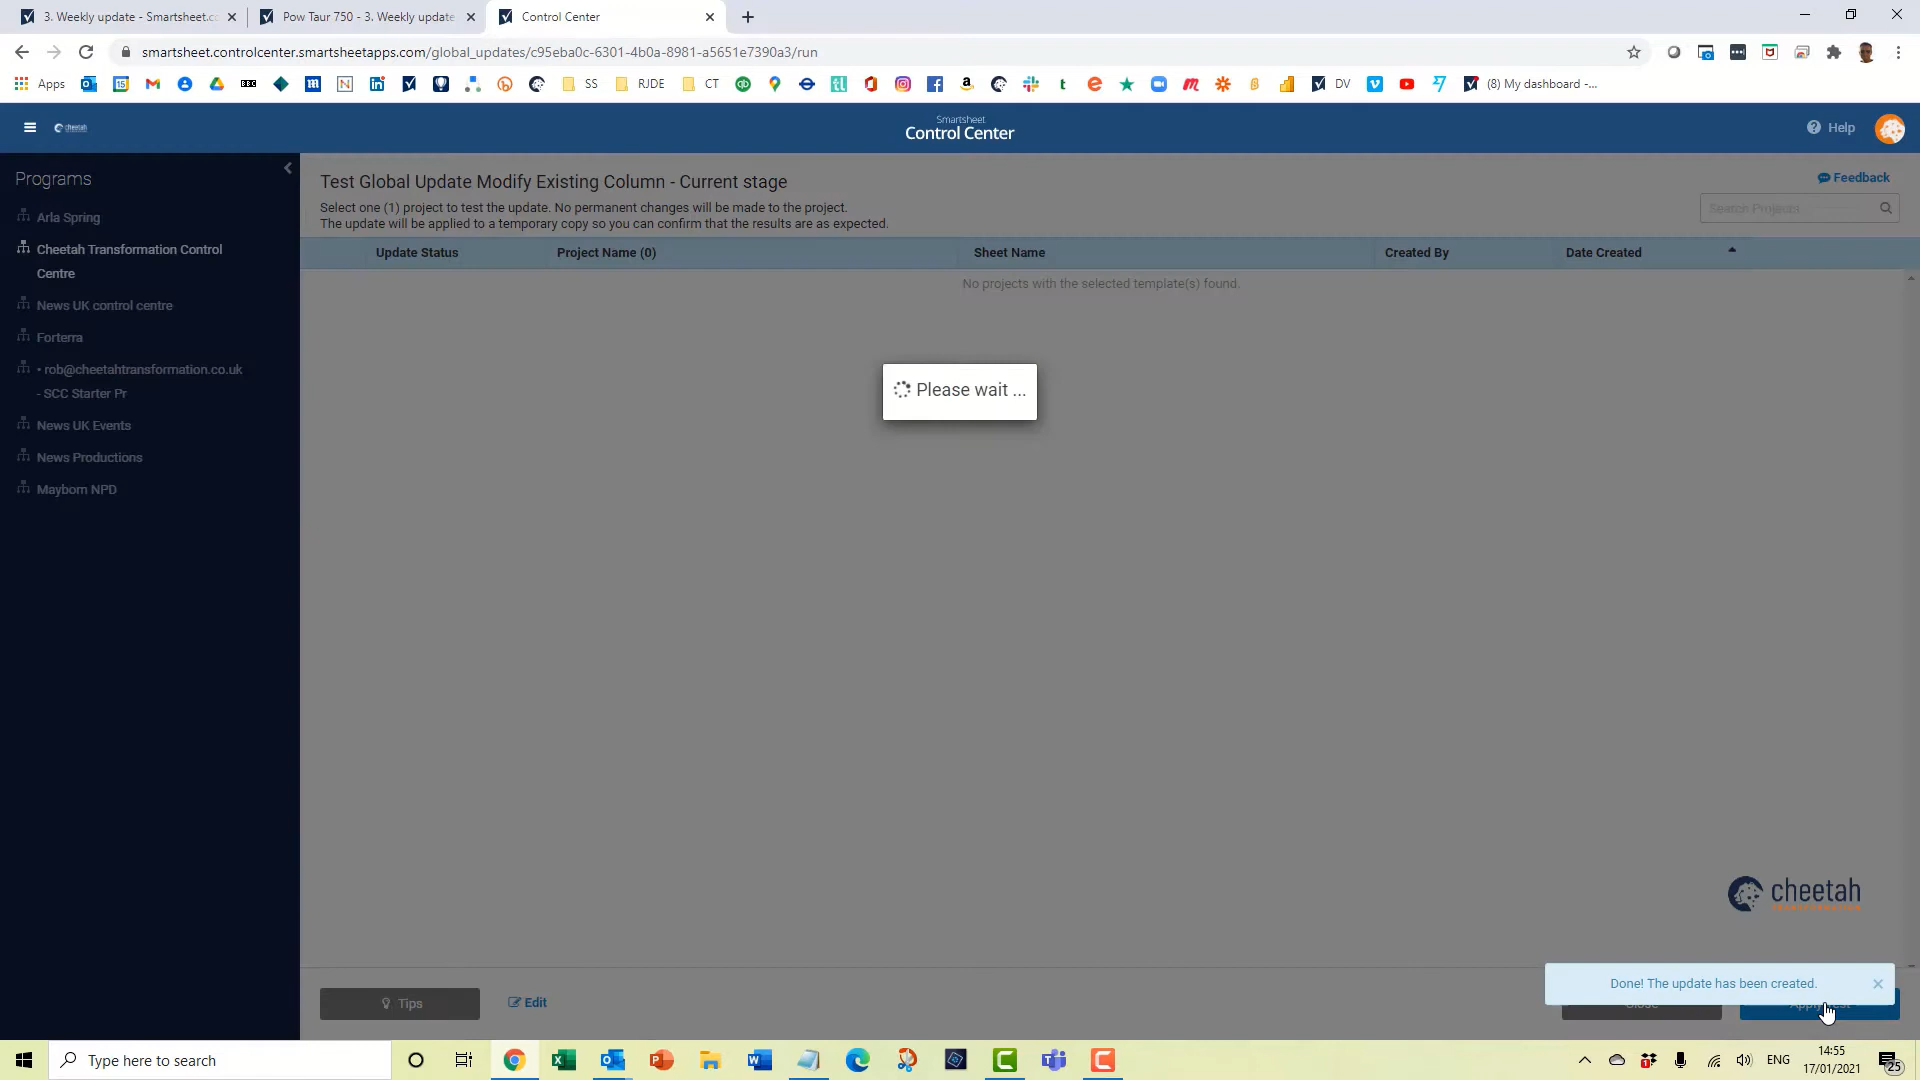 3. Weekly update - Smartsheet.co
Pow Taur 750 - 3. Weekly update
Control Center
smartsheet.controlcenter.smartsheetapps.com/global_updates/c95eba0c-6301-4b0a-8981-a5651e7390a3/run
Apps
SS
RJDE
CT
DV
(8) My dashboard -...
cheetah
Smartsheet
Control Center
Help
Programs
Arla Spring
Cheetah Transformation Control
Centre
News UK control centre
Forterra
• rob@cheetahtransformation.co.uk
- SCC Starter Pr
News UK Events
News Productions
Mayborn NPD
Test Global Update Modify Existing Column - Current stage
Select one (1) project to test the update. No permanent changes will be made to the project.
The update will be applied to a temporary copy so you can confirm that the results are as expected.
Feedback
Search Projects
Update Status
Project Name (0)
Sheet Name
Created By
Date Created
No projects with the selected template(s) found.
Please wait ...
cheetah
TRANSFORMATION
Done! The update has been created.
Tips
Edit
Close
Type here to search
ENG
14:55
17/01/2021
25